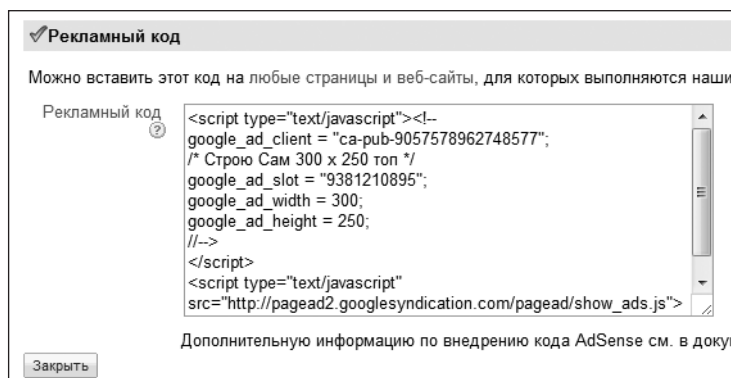 Рекламный код
Можно вставить этот код на любые страницы и веб-сайты, для которых выполняются наши
Рекламный код
<script type="text/javascript"><!--
google_ad_client = "ca-pub-9057578962748577";
/* Строю Сам 300 x 250 топ */
google_ad_slot = "9381210895";
google_ad_width = 300;
google_ad_height = 250;
//-->
</script>
<script type="text/javascript"
src="http://pagead2.googlesyndication.com/pagead/show_ads.js">
Дополнительную информацию по внедрению кода AdSense см. в
Закрыть